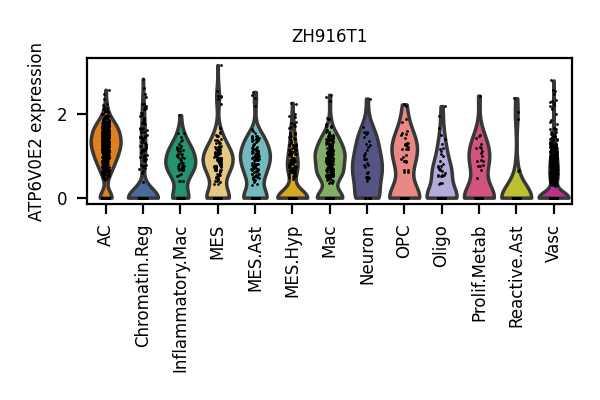 ZH916T1
ATP6V0E2 expression
2
0
AC
Chromatin.Reg
Inflammatory.Mac
MES
MES.Ast
MES.Hyp
Mac
Neuron
OPC
Oligo
Prolif.Metab
Reactive.Ast
Vasc